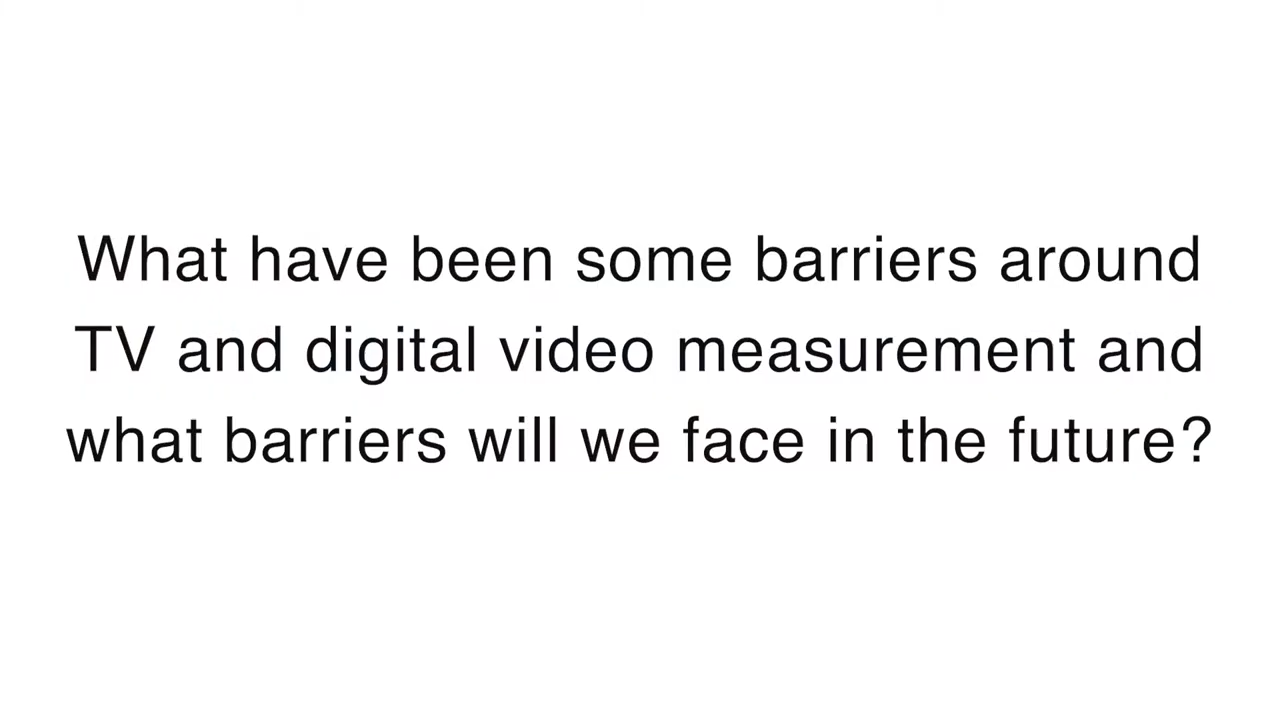 What have been some barriers around
TV and digital video measurement and
what barriers will we face in the future?